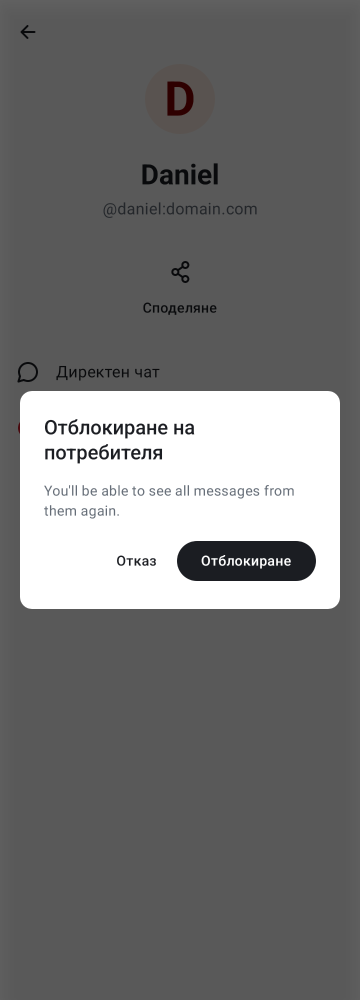 D
Daniel
@daniel:domain.com
Споделяне
Директен чат
Отблокиране на
потребителя
You'll be able to see all messages from
them again.
Отказ
Отблокиране